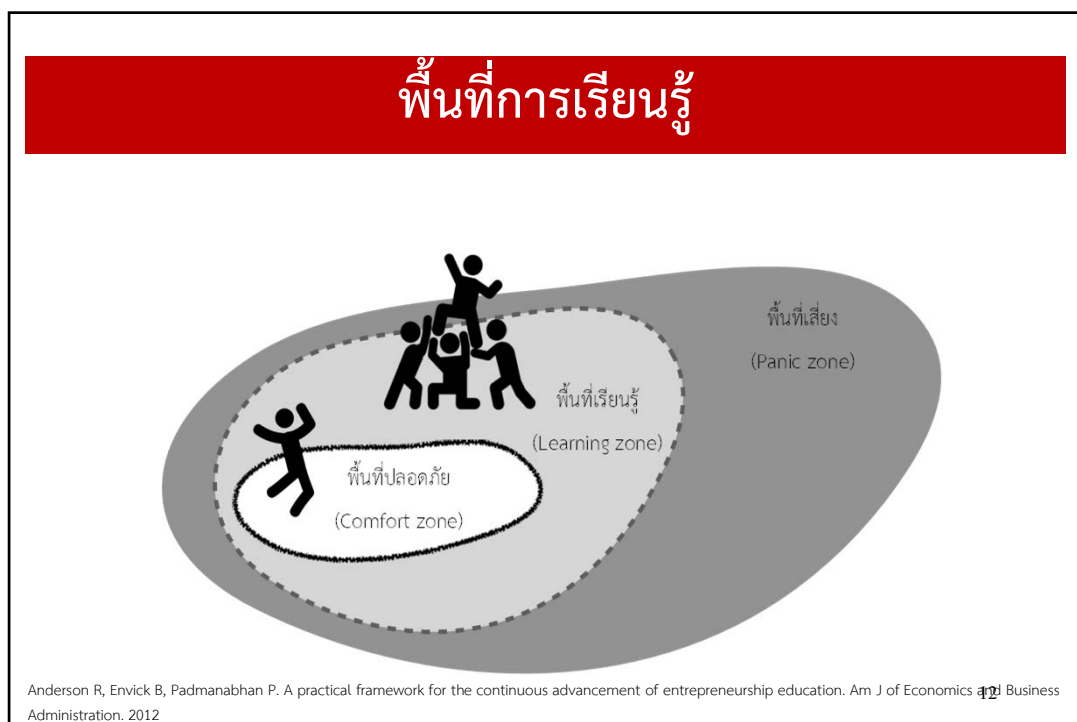 พื้นที่การเรียนรู้
พื้นที่เสี่ยง
(Panic zone)
พื้นที่เรียนรู้
(Learning zone)
พื้นที่ปลอดภัย
(Comfort zone)
Anderson R, Envick B, Padmanabhan P. A practical framework for the continuous advancement of entrepreneurship education. Am J of Economics and Business
Administration. 2012
12